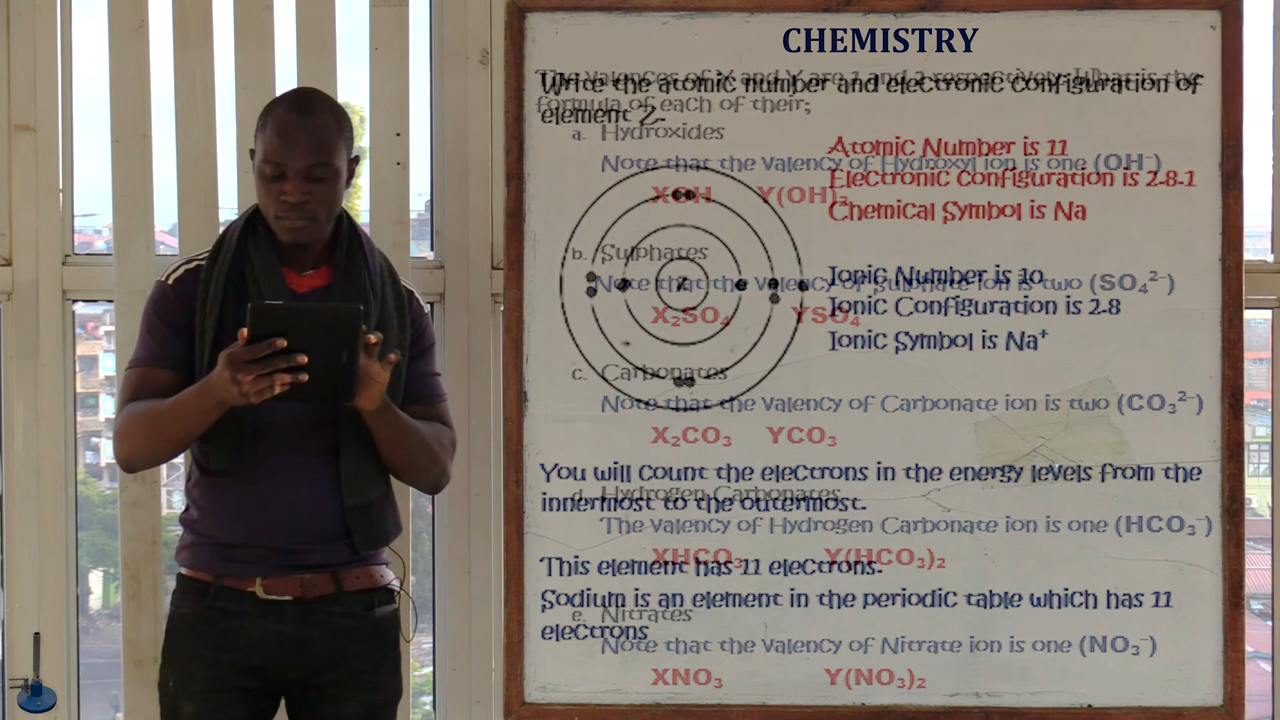 CHEMISTRY
The valences of X and Y are 1 and 2 respectively. What is the
formula of each of their;
a. Hydroxides
Note that the valency of Hydroxyl ion is one (OH⁻)
XOH Y(OH)₂
b. Sulphates
Note that the valency of Sulphate ion is two (SO₄²⁻)
X₂SO₄ YSO₄
c. Carbonates
Note that the valency of Carbonate ion is two (CO₃²⁻)
X₂CO₃ YCO₃
d. Hydrogen Carbonates
The valency of Hydrogen Carbonate ion is one (HCO₃⁻)
XHCO₃ Y(HCO₃)₂
e. Nitrates
Note that the valency of Nitrate ion is one (NO₃⁻)
XNO₃ Y(NO₃)₂
Write the atomic number and electronic configuration of
element Z.
Z
Atomic Number is 11
Electronic Configuration is 2-8-1
Chemical Symbol is Na
Ionic Number is 10
Ionic Configuration is 2-8
Ionic Symbol is Na⁺
You will count the electrons in the energy levels from the
innermost to the outermost.
This element has 11 electrons.
Sodium is an element in the periodic table which has 11
electrons